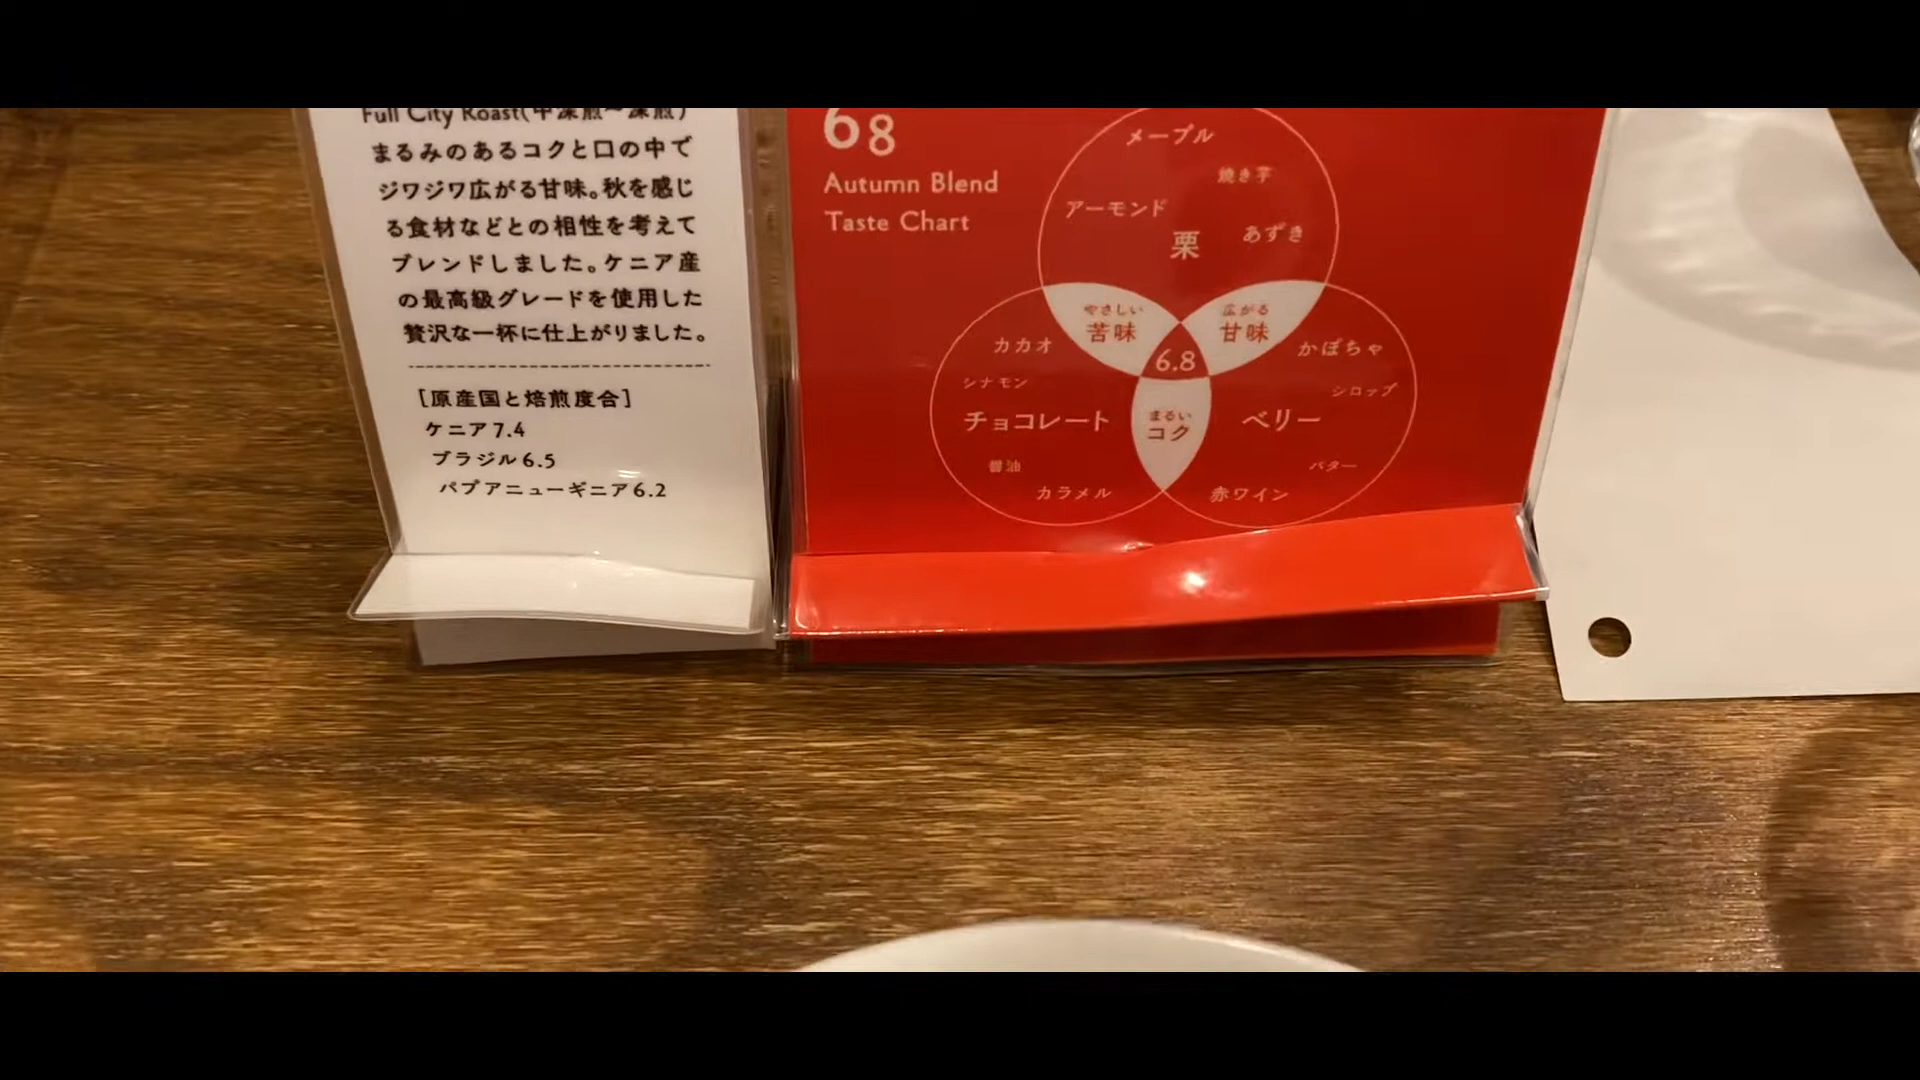 Full City Roast(中深煎～深煎)
まるみのあるコクと口の中で
ジワジワ広がる甘味。秋を感じ
る食材などとの相性を考えて
ブレンドしました。ケニア産
の最高級グレードを使用した
贅沢な一杯に仕上がりました。
[原産国と焙煎度合]
ケニア7.4
ブラジル6.5
パプアニューギニア6.2
68
Autumn Blend
Taste Chart
メープル
焼き芋
アーモンド
栗
あずき
やさしい
苦味
広がる
甘味
6.8
まるい
コク
カカオ
シナモン
チョコレート
醤油
カラメル
かぼちゃ
シロップ
ベリー
バター
赤ワイン